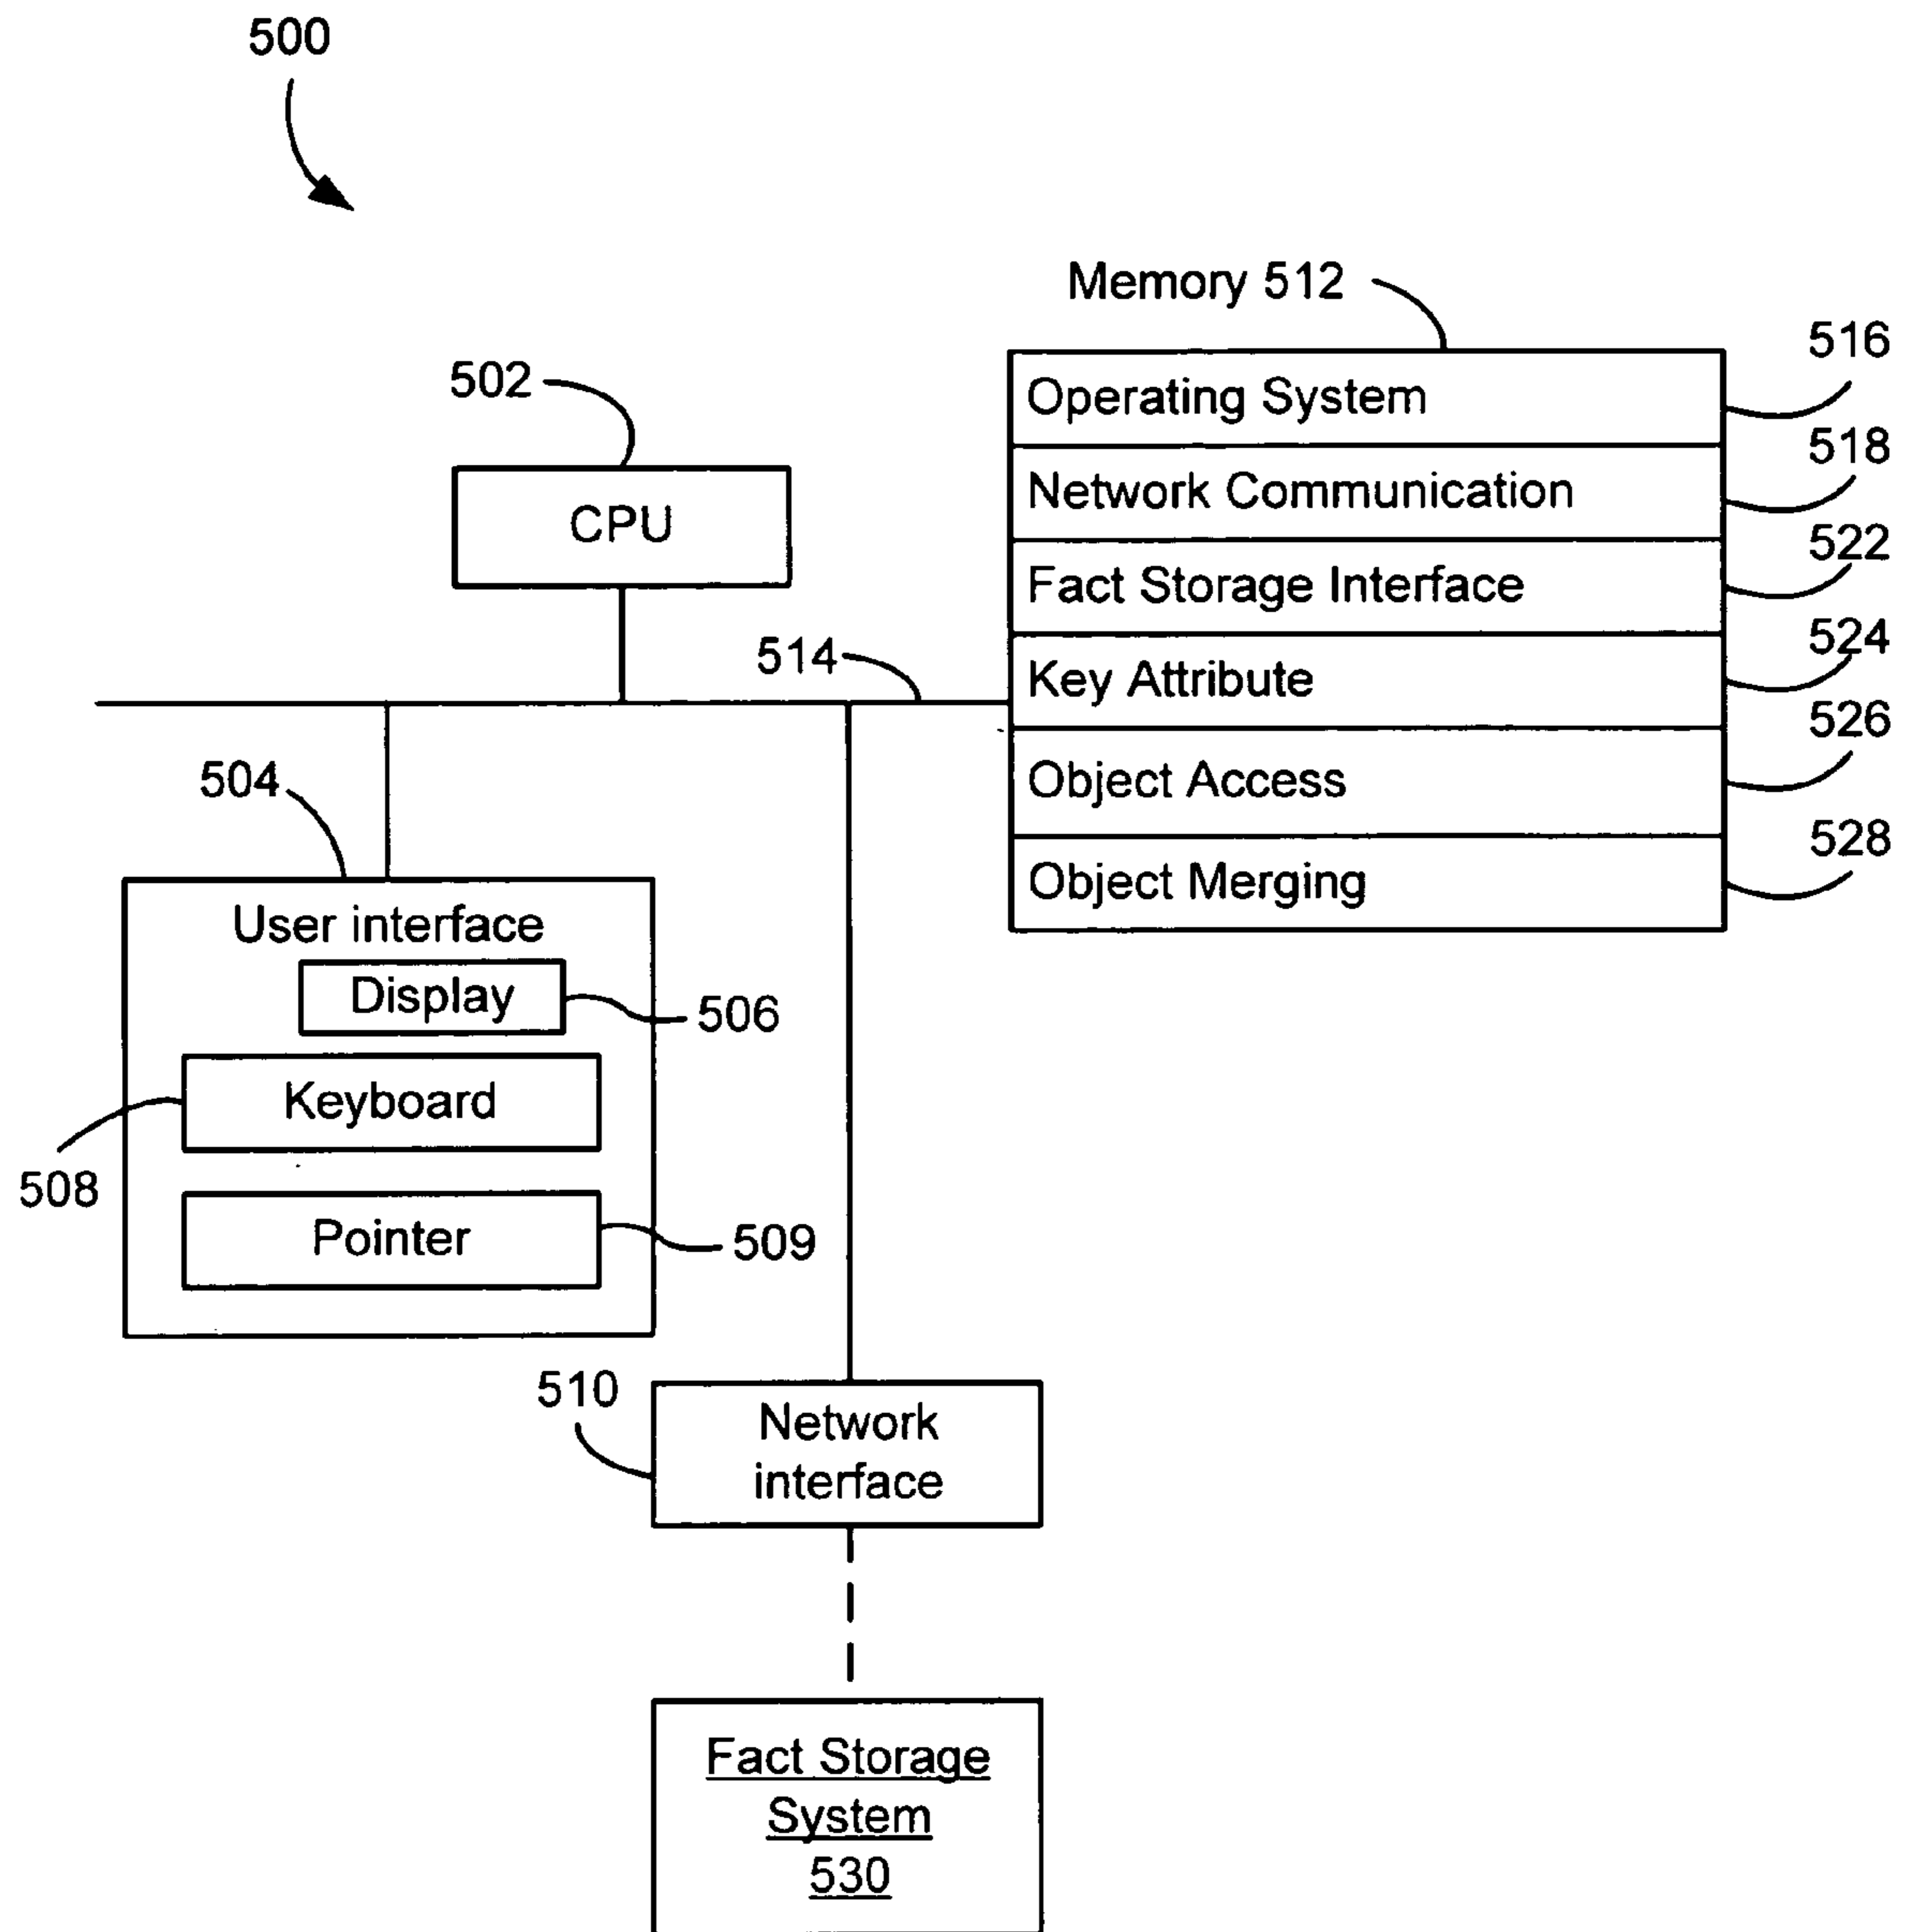 500
Memory 512
516
Operating System
502
518
Network Communication
CPU
522
Fact Storage Interface
514
524
Key Attribute
526
Object Access
504
528
Object Merging
User interface
Display
506
Keyboard
508
Pointer
509
510
Network
interface
Fact Storage
System
530